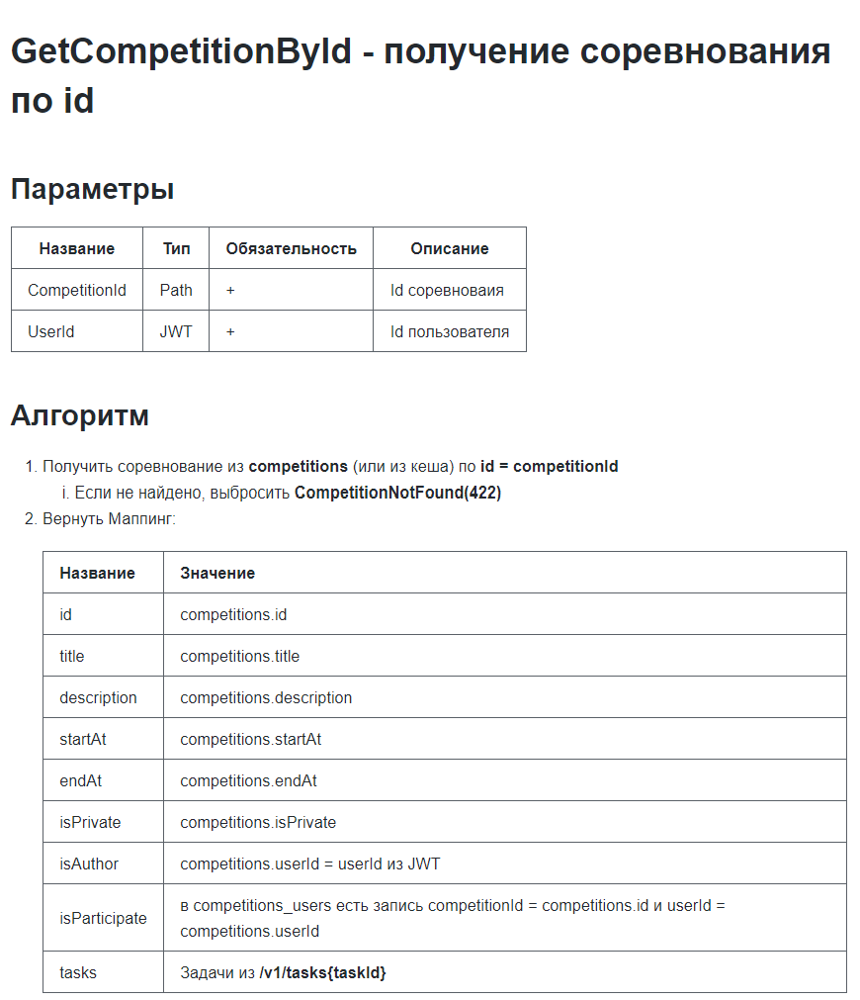 GetCompetitionById - получение соревнования
по id
Параметры
Название Тип Обязательность Описание
CompetitionId Path + Id соревноваия
UserId JWT + Id пользователя
Алгоритм
1. Получить соревнование из competitions (или из кеша) по id = competitionId
i. Если не найдено, выбросить CompetitionNotFound(422)
2. Вернуть Маппинг:
Название Значение
id competitions.id
title competitions.title
description competitions.description
startAt competitions.startAt
endAt competitions.endAt
isPrivate competitions.isPrivate
isAuthor competitions.userId = userId из JWT
isParticipate в competitions_users есть запись competitionId = competitions.id и userId =
competitions.userId
tasks Задачи из /v1/tasks{taskId}